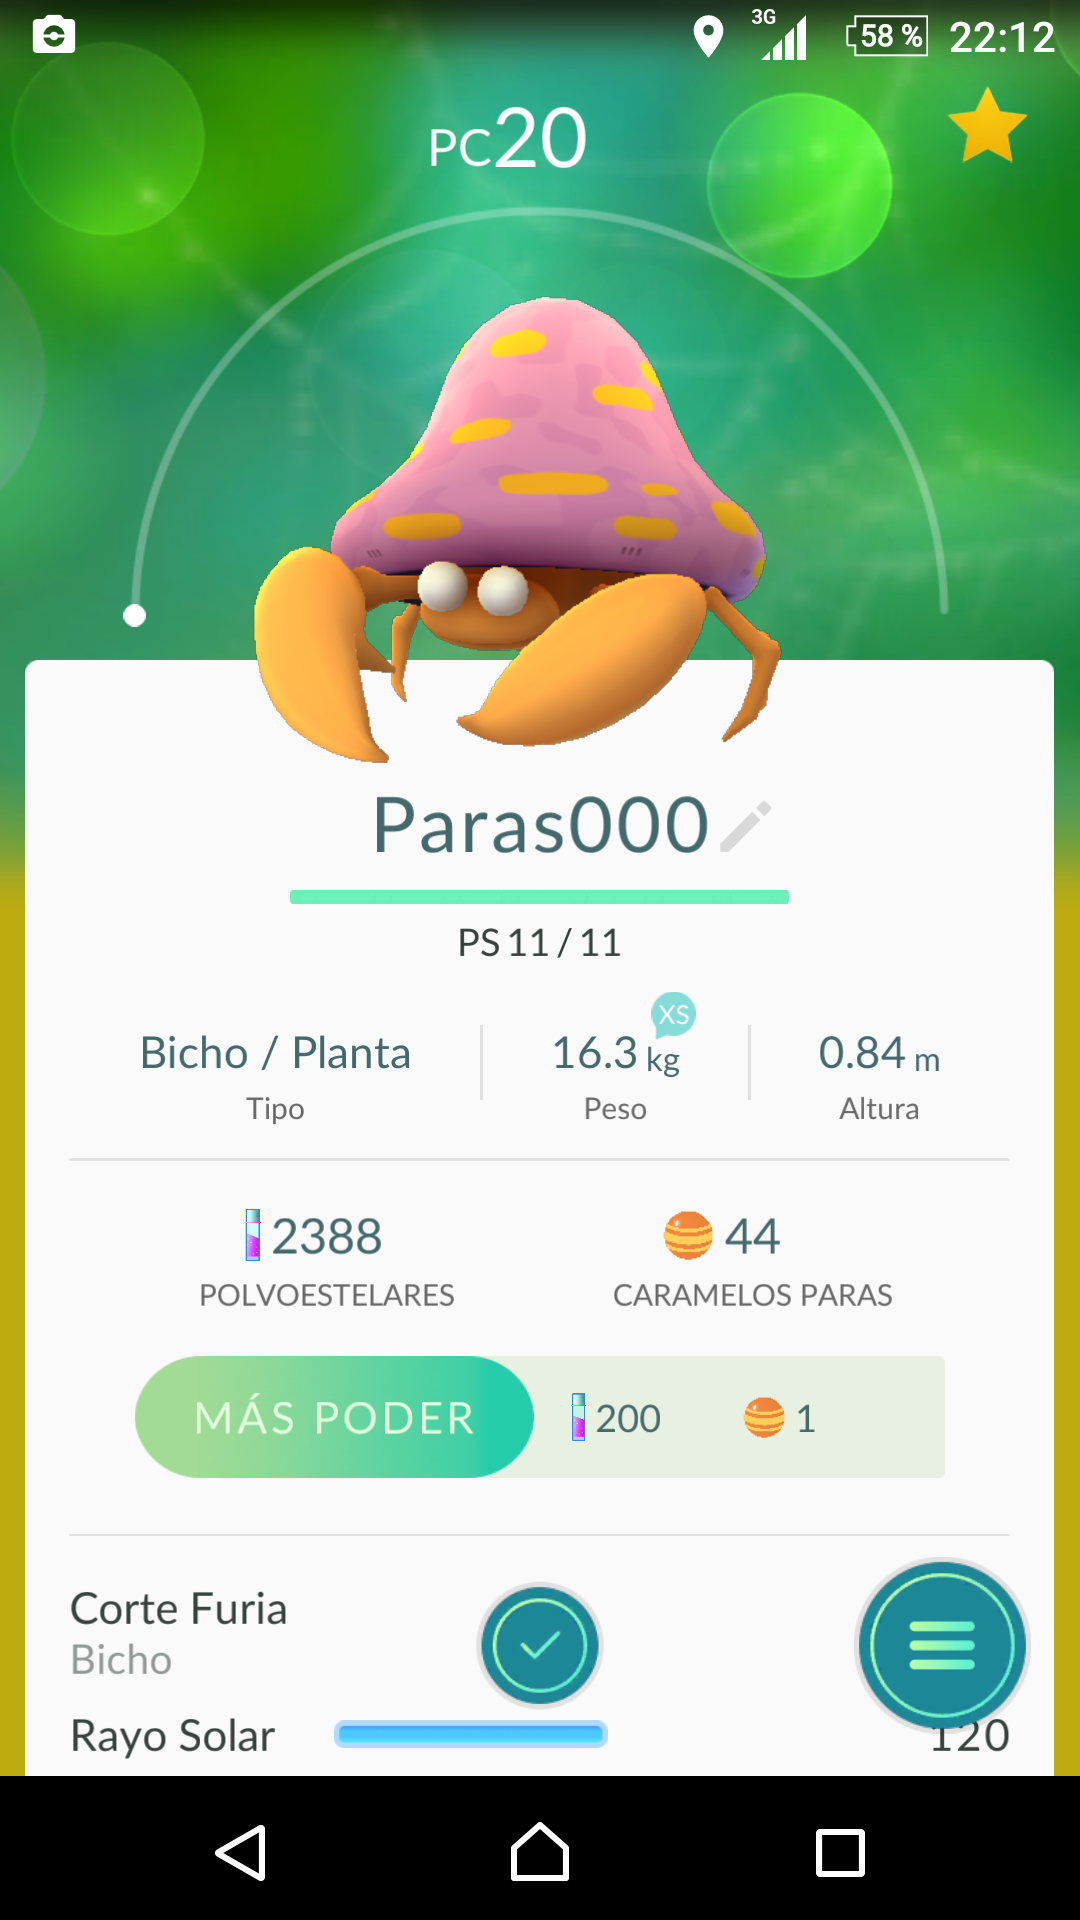 3G 58 % 22:12
PC20
Paras000
PS 11 / 11
XS
Bicho / Planta 16.3 kg 0.84 m
Tipo Peso Altura
2388 44
POLVOESTELARES CARAMELOS PARAS
MÁS PODER 200 1
Corte Furia
Bicho
Rayo Solar 120